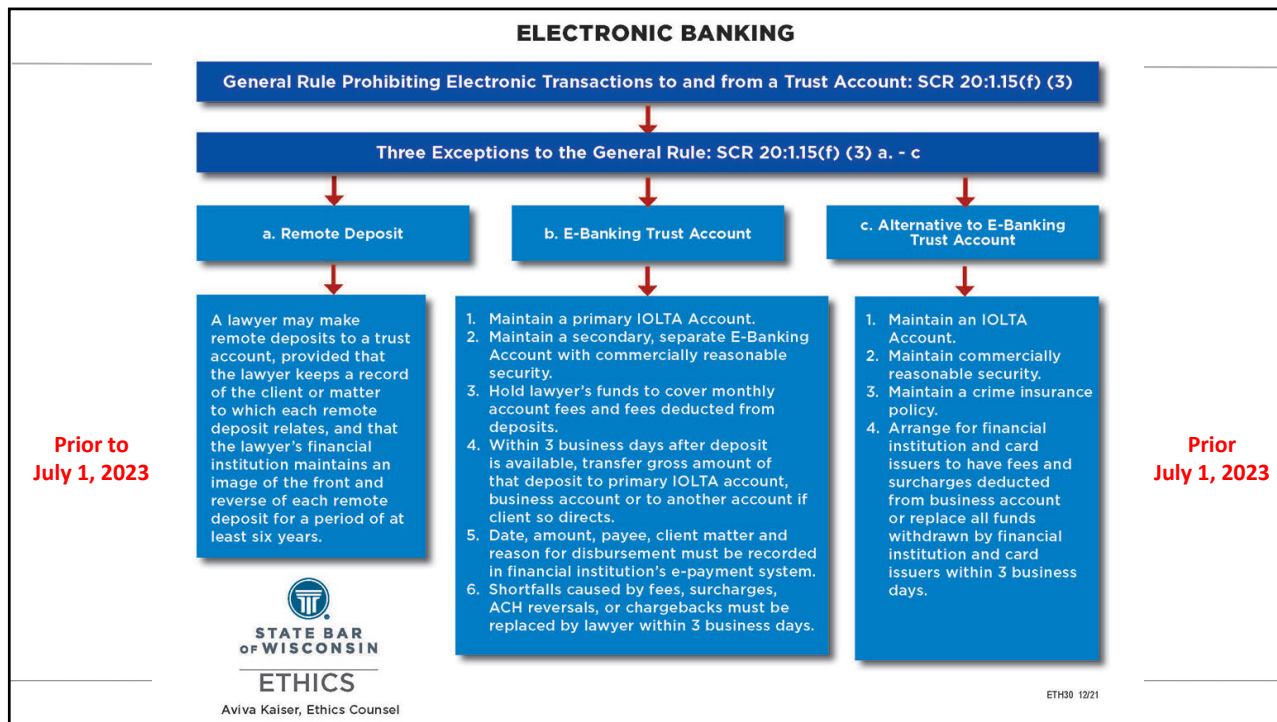 ELECTRONIC BANKING
General Rule Prohibiting Electronic Transactions to and from a Trust Account: SCR 20:1.15(f) (3)
Three Exceptions to the General Rule: SCR 20:1.15(f) (3) a. - c
a. Remote Deposit
b. E-Banking Trust Account
c. Alternative to E-Banking
Trust Account
A lawyer may make
remote deposits to a trust
account, provided that
the lawyer keeps a record
of the client or matter
to which each remote
deposit relates, and that
the lawyer's financial
institution maintains an
image of the front and
reverse of each remote
deposit for a period of at
least six years.
1. Maintain a primary IOLTA Account.
2. Maintain a secondary, separate E-Banking
Account with commercially reasonable
security.
3. Hold lawyer's funds to cover monthly
account fees and fees deducted from
deposits.
4. Within 3 business days after deposit
is available, transfer gross amount of
that deposit to primary IOLTA account,
business account or to another account if
client so directs.
5. Date, amount, payee, client matter and
reason for disbursement must be recorded
in financial institution's e-payment system.
6. Shortfalls caused by fees, surcharges,
ACH reversals, or chargebacks must be
replaced by lawyer within 3 business days.
1. Maintain an IOLTA
Account.
2. Maintain commercially
reasonable security.
3. Maintain a crime insurance
policy.
4. Arrange for financial
institution and card
issuers to have fees and
surcharges deducted
from business account
or replace all funds
withdrawn by financial
institution and card
issuers within 3 business
days.
Prior to
July 1, 2023
Prior
July 1, 2023
STATE BAR
OF WISCONSIN
ETHICS
Aviva Kaiser, Ethics Counsel
ETH30 12/21